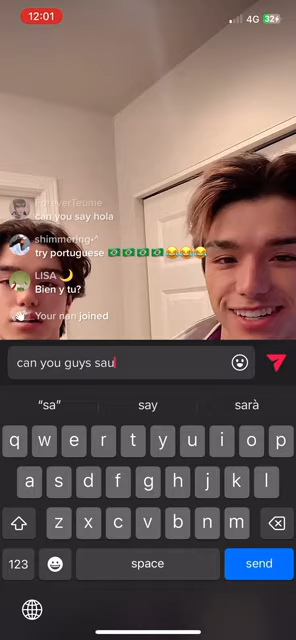 12:01
4G 32
ForeverTeume
can you say hola
shimmering
try portuguese 🇧🇷🇧🇷🇧🇷🇧🇷😂😂😂
LISA 🌙
Bien y tu?
Your nan joined
can you guys sau
“sa” say sarà
q w e r t y u i o p
a s d f g h j k l
z x c v b n m
123 space send